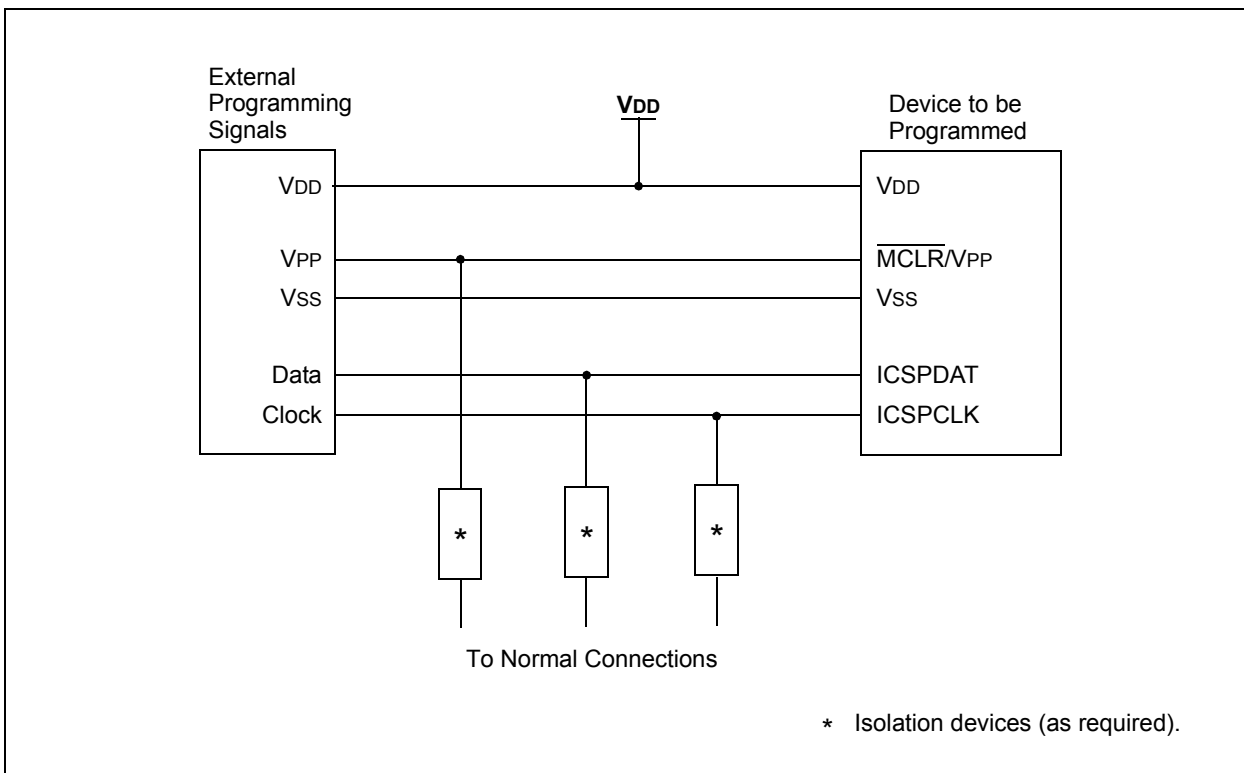 External
Programming
Signals
VDD
Device to be
Programmed
VDD
VDD
VPP
MCLR/VPP
VSS
VSS
Data
ICSPDAT
Clock
ICSPCLK
*
*
*
To Normal Connections
* Isolation devices (as required).